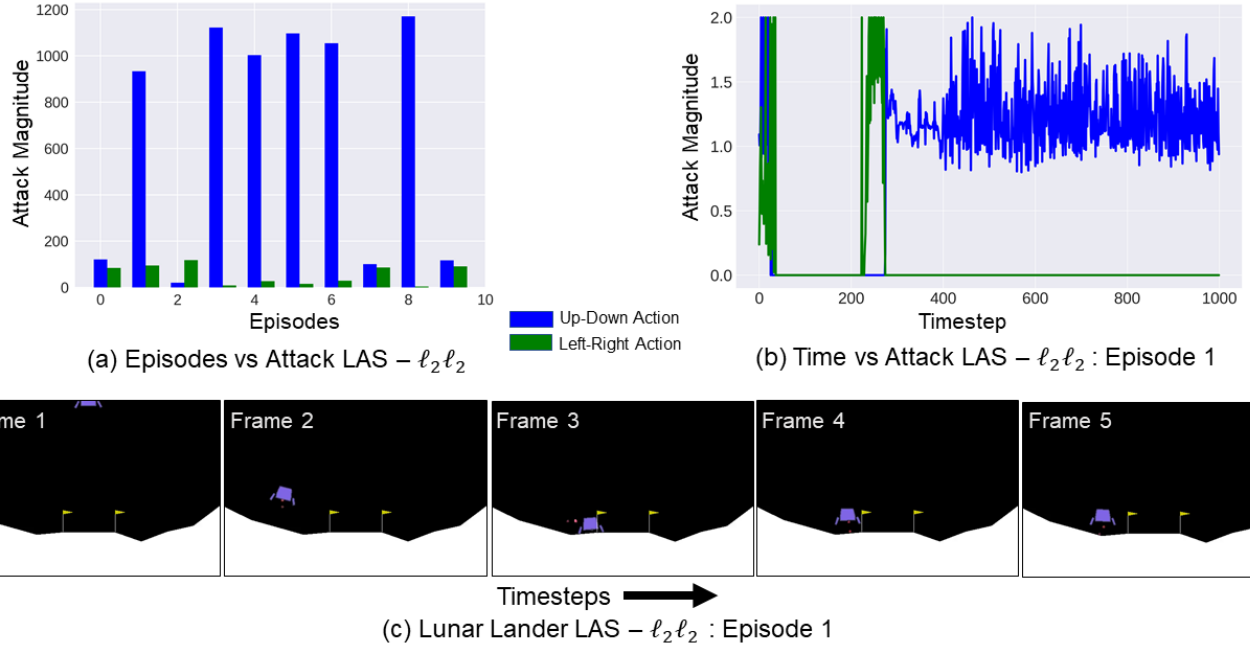 1200
1000
800
600
400
200
0
Attack Magnitude
0 2 4 6 8 10
Episodes
(a) Episodes vs Attack LAS – ℓ₂ℓ₂
2.0
1.5
1.0
0.5
0.0
Attack Magnitude
0 200 400 600 800 1000
Timestep
(b) Time vs Attack LAS – ℓ₂ℓ₂ : Episode 1
Up-Down Action
Left-Right Action
me 1
Frame 2
Frame 3
Frame 4
Frame 5
Timesteps
(c) Lunar Lander LAS – ℓ₂ℓ₂ : Episode 1